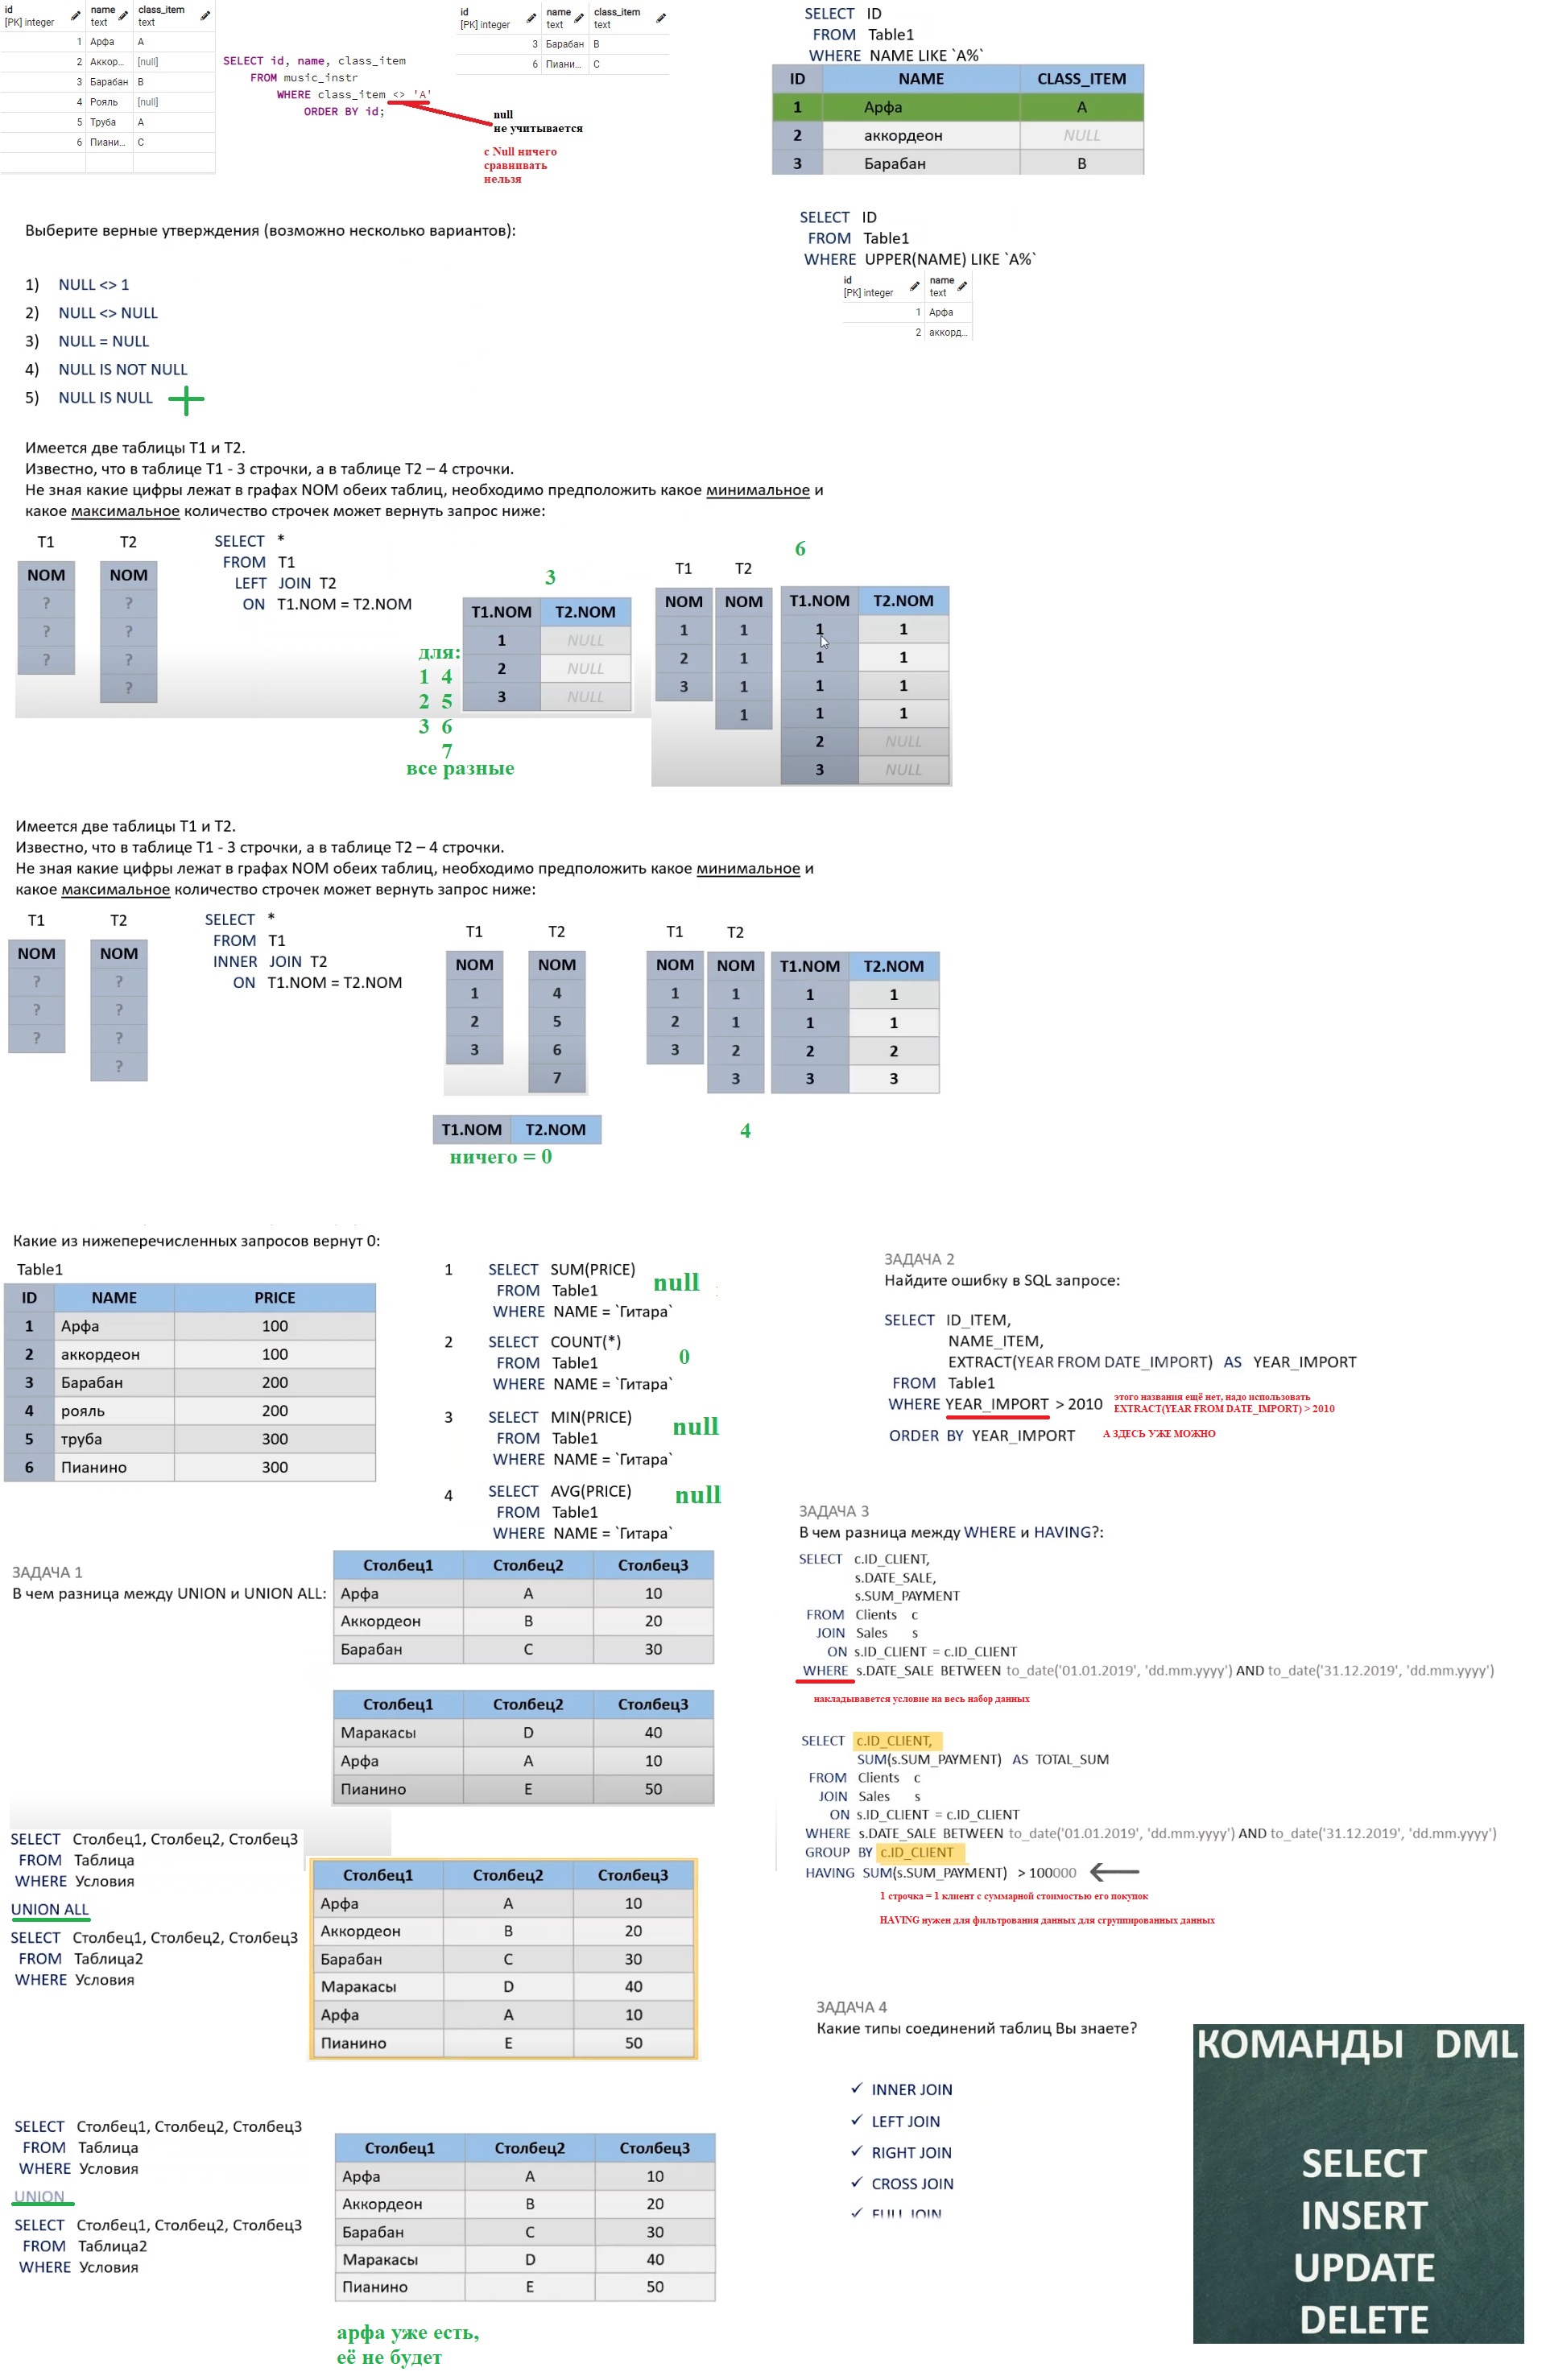 id
[PK] integer
name
text
class_item
text
1 Арфа A
2 Аккор... [null]
3 Барабан B
4 Рояль [null]
5 Труба A
6 Пиани... C
SELECT id, name, class_item
FROM music_instr
WHERE class_item <> 'A'
ORDER BY id;
id
[PK] integer
name
text
class_item
text
3 Барабан B
6 Пиани... C
null
не учитывается
с Null ничего
сравнивать
нельзя
SELECT ID
FROM Table1
WHERE NAME LIKE `A%`
ID NAME CLASS_ITEM
1 Арфа A
2 аккордеон NULL
3 Барабан B
SELECT ID
FROM Table1
WHERE UPPER(NAME) LIKE `A%`
id
[PK] integer
name
text
1 Арфа
2 аккорд...
Выберите верные утверждения (возможно несколько вариантов):
1) NULL <> 1
2) NULL <> NULL
3) NULL = NULL
4) NULL IS NOT NULL
5) NULL IS NULL
Имеется две таблицы T1 и T2.
Известно, что в таблице T1 - 3 строчки, а в таблице T2 – 4 строчки.
Не зная какие цифры лежат в графах NOM обеих таблиц, необходимо предположить какое минимальное и
какое максимальное количество строчек может вернуть запрос ниже:
T1 T2
NOM NOM
? ?
? ?
? ?
?
SELECT *
FROM T1
LEFT JOIN T2
ON T1.NOM = T2.NOM
3
T1.NOM T2.NOM
1 NULL
2 NULL
3 NULL
для:
1 4
2 5
3 6
7
все разные
6
T1 T2
NOM NOM
1 1
2 1
3 1
1
T1.NOM T2.NOM
1 1
1 1
1 1
1 1
2 NULL
3 NULL
Имеется две таблицы T1 и T2.
Известно, что в таблице T1 - 3 строчки, а в таблице T2 – 4 строчки.
Не зная какие цифры лежат в графах NOM обеих таблиц, необходимо предположить какое минимальное и
какое максимальное количество строчек может вернуть запрос ниже:
T1 T2
NOM NOM
? ?
? ?
? ?
?
SELECT *
FROM T1
INNER JOIN T2
ON T1.NOM = T2.NOM
T1 T2
NOM NOM
1 4
2 5
3 6
7
T1.NOM T2.NOM
ничего = 0
T1 T2
NOM NOM
1 1
2 1
3 2
3
T1.NOM T2.NOM
1 1
1 1
2 2
3 3
4
Какие из нижеперечисленных запросов вернут 0:
Table1
ID NAME PRICE
1 Арфа 100
2 аккордеон 100
3 Барабан 200
4 рояль 200
5 труба 300
6 Пианино 300
1 SELECT SUM(PRICE)
FROM Table1
WHERE NAME = `Гитара`
null
2 SELECT COUNT(*)
FROM Table1
WHERE NAME = `Гитара`
0
3 SELECT MIN(PRICE)
FROM Table1
WHERE NAME = `Гитара`
null
4 SELECT AVG(PRICE)
FROM Table1
WHERE NAME = `Гитара`
null
ЗАДАЧА 2
Найдите ошибку в SQL запросе:
SELECT ID_ITEM,
NAME_ITEM,
EXTRACT(YEAR FROM DATE_IMPORT) AS YEAR_IMPORT
FROM Table1
WHERE YEAR_IMPORT > 2010
этого названия ещё нет, надо использовать
EXTRACT(YEAR FROM DATE_IMPORT) > 2010
ORDER BY YEAR_IMPORT
А ЗДЕСЬ УЖЕ МОЖНО
ЗАДАЧА 1
В чем разница между UNION и UNION ALL:
Столбец1 Столбец2 Столбец3
Арфа A 10
Аккордеон B 20
Барабан C 30
Столбец1 Столбец2 Столбец3
Маракасы D 40
Арфа A 10
Пианино E 50
SELECT Столбец1, Столбец2, Столбец3
FROM Таблица
WHERE Условия
UNION ALL
SELECT Столбец1, Столбец2, Столбец3
FROM Таблица2
WHERE Условия
Столбец1 Столбец2 Столбец3
Арфа A 10
Аккордеон B 20
Барабан C 30
Маракасы D 40
Арфа A 10
Пианино E 50
SELECT Столбец1, Столбец2, Столбец3
FROM Таблица
WHERE Условия
UNION
SELECT Столбец1, Столбец2, Столбец3
FROM Таблица2
WHERE Условия
Столбец1 Столбец2 Столбец3
Арфа A 10
Аккордеон B 20
Барабан C 30
Маракасы D 40
Пианино E 50
арфа уже есть,
её не будет
ЗАДАЧА 3
В чем разница между WHERE и HAVING?:
SELECT c.ID_CLIENT,
s.DATE_SALE,
s.SUM_PAYMENT
FROM Clients c
JOIN Sales s
ON s.ID_CLIENT = c.ID_CLIENT
WHERE s.DATE_SALE BETWEEN to_date('01.01.2019', 'dd.mm.yyyy') AND to_date('31.12.2019', 'dd.mm.yyyy')
накладывавется условие на весь набор данных
SELECT c.ID_CLIENT,
SUM(s.SUM_PAYMENT) AS TOTAL_SUM
FROM Clients c
JOIN Sales s
ON s.ID_CLIENT = c.ID_CLIENT
WHERE s.DATE_SALE BETWEEN to_date('01.01.2019', 'dd.mm.yyyy') AND to_date('31.12.2019', 'dd.mm.yyyy')
GROUP BY c.ID_CLIENT
HAVING SUM(s.SUM_PAYMENT) > 100000
1 строчка = 1 клиент с суммарной стоимостью его покупок
HAVING нужен для фильтрования данных для сгруппированных данных
ЗАДАЧА 4
Какие типы соединений таблиц Вы знаете?
✓ INNER JOIN
✓ LEFT JOIN
✓ RIGHT JOIN
✓ CROSS JOIN
✓ FULL JOIN
КОМАНДЫ DML
SELECT
INSERT
UPDATE
DELETE